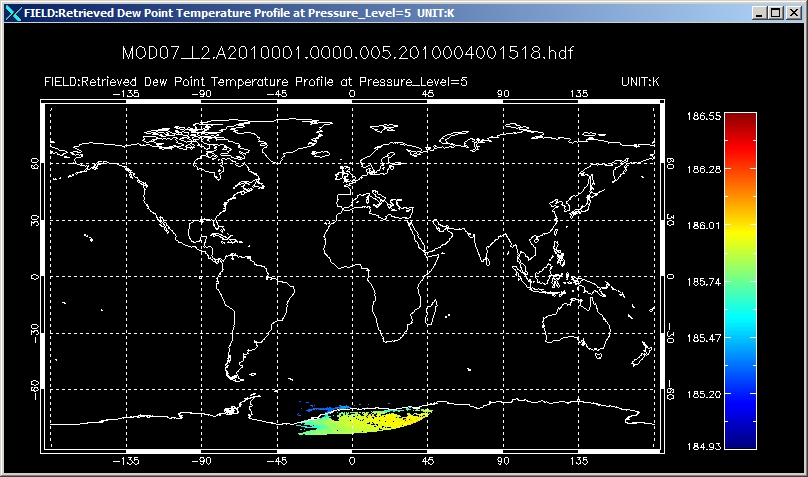 FIELD:Retrieved Dew Point Temperature Profile at Pressure_Level=5 UNIT:K
MOD07_L2.A2010001.0000.005.2010004001518.hdf
FIELD:Retrieved Dew Point Temperature Profile at Pressure_Level=5 UNIT:K
-135 -90 -45 0 45 90 135
186.55
60 60
186.28
30 30
186.01
0 0
185.74
-30 -30
185.47
-60 -60
185.20
184.93
-135 -90 -45 0 45 90 135